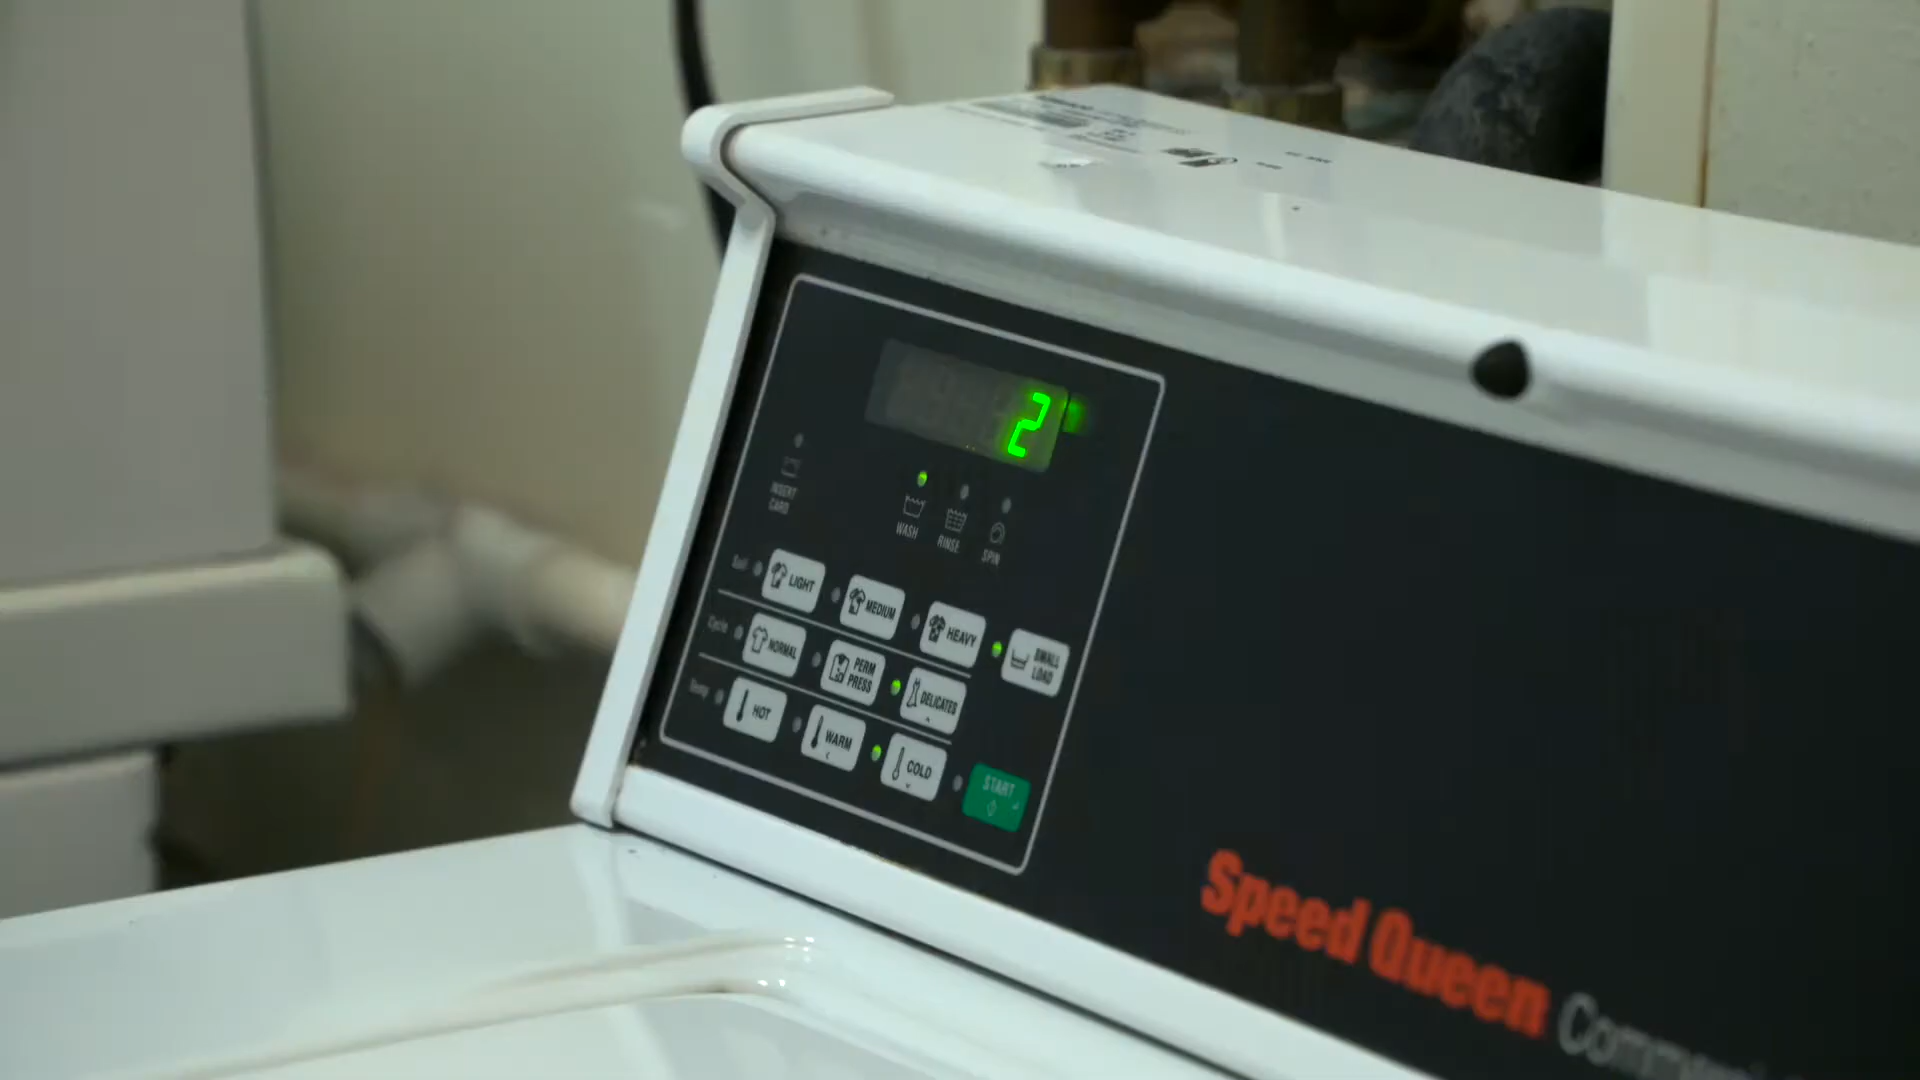 2
INSERT
CARD
WASH
RINSE
SPIN
Soil
LIGHT
MEDIUM
HEAVY
SMALL
LOAD
Cycle
NORMAL
PERM
PRESS
DELICATES
Temp
HOT
WARM
COLD
START
Speed Queen